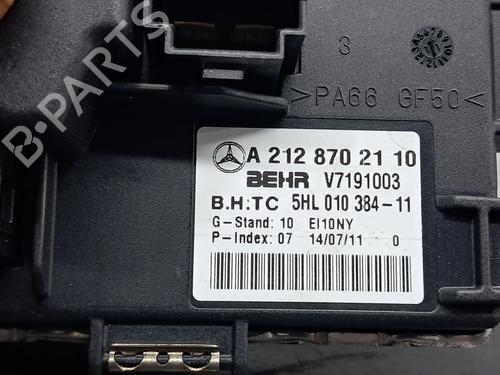 B-PARTS
3
>PA66 GF50<
A 212 870 21 10
BEHR V7191003
B.H:TC 5HL 010 384-11
G-Stand: 10 EI10NY
P-Index: 07 14/07/11 0